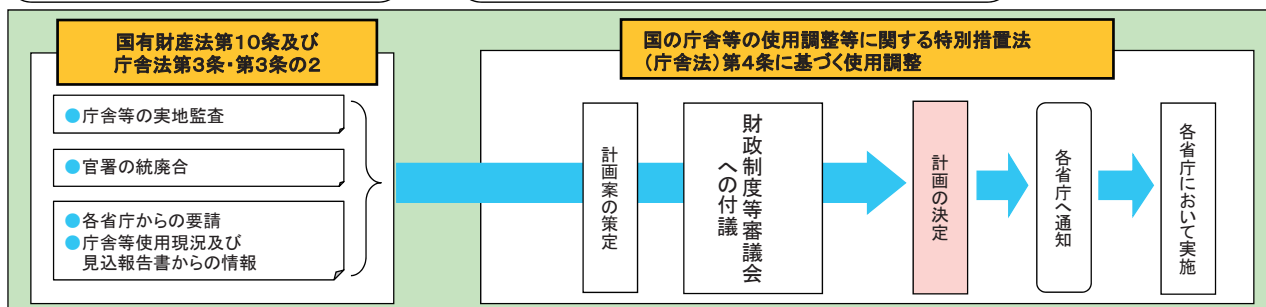 国有財産法第10条及び
庁舎法第3条・第3条の2
●庁舎等の実地監査
●官署の統廃合
●各省庁からの要請
●庁舎等使用現況及び
見込報告書からの情報
国の庁舎等の使用調整等に関する特別措置法
(庁舎法)第4条に基づく使用調整
計画案の策定
財政制度等審議会
への付議
計画の決定
各省庁へ通知
各省庁において実施